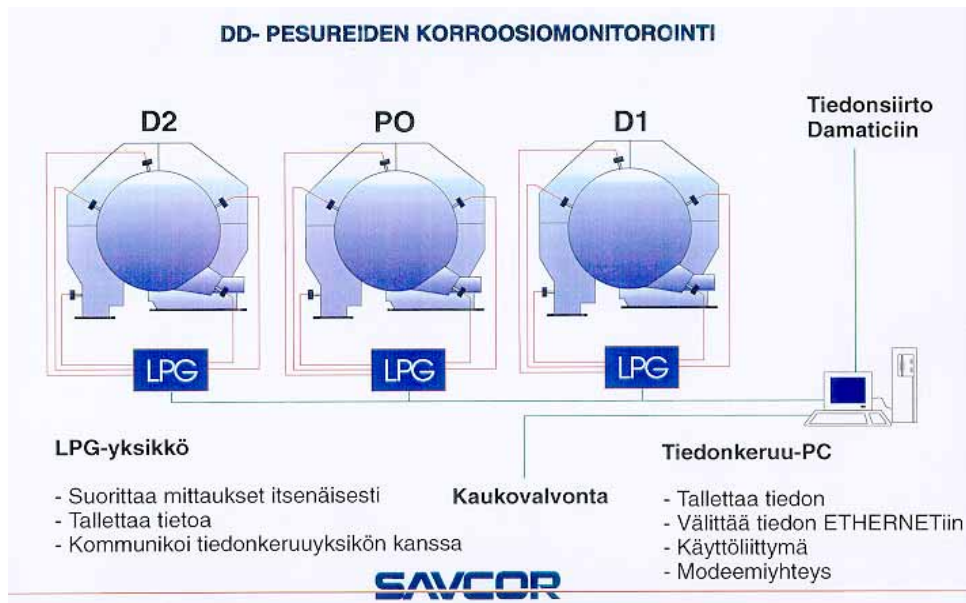 DD- PESUREIDEN KORROOSIOMONITOROINTI
Tiedonsiirto
Damaticiin
D2
PO
D1
LPG
LPG
LPG
LPG-yksikkö
- Suorittaa mittaukset itsenäisesti
- Tallettaa tietoa
- Kommunikoi tiedonkeruuyksikön kanssa
Kaukovalvonta
Tiedonkeruu-PC
- Tallettaa tiedon
- Välittää tiedon ETHERNETiin
- Käyttöliittymä
- Modeemiyhteys
SAVCOR